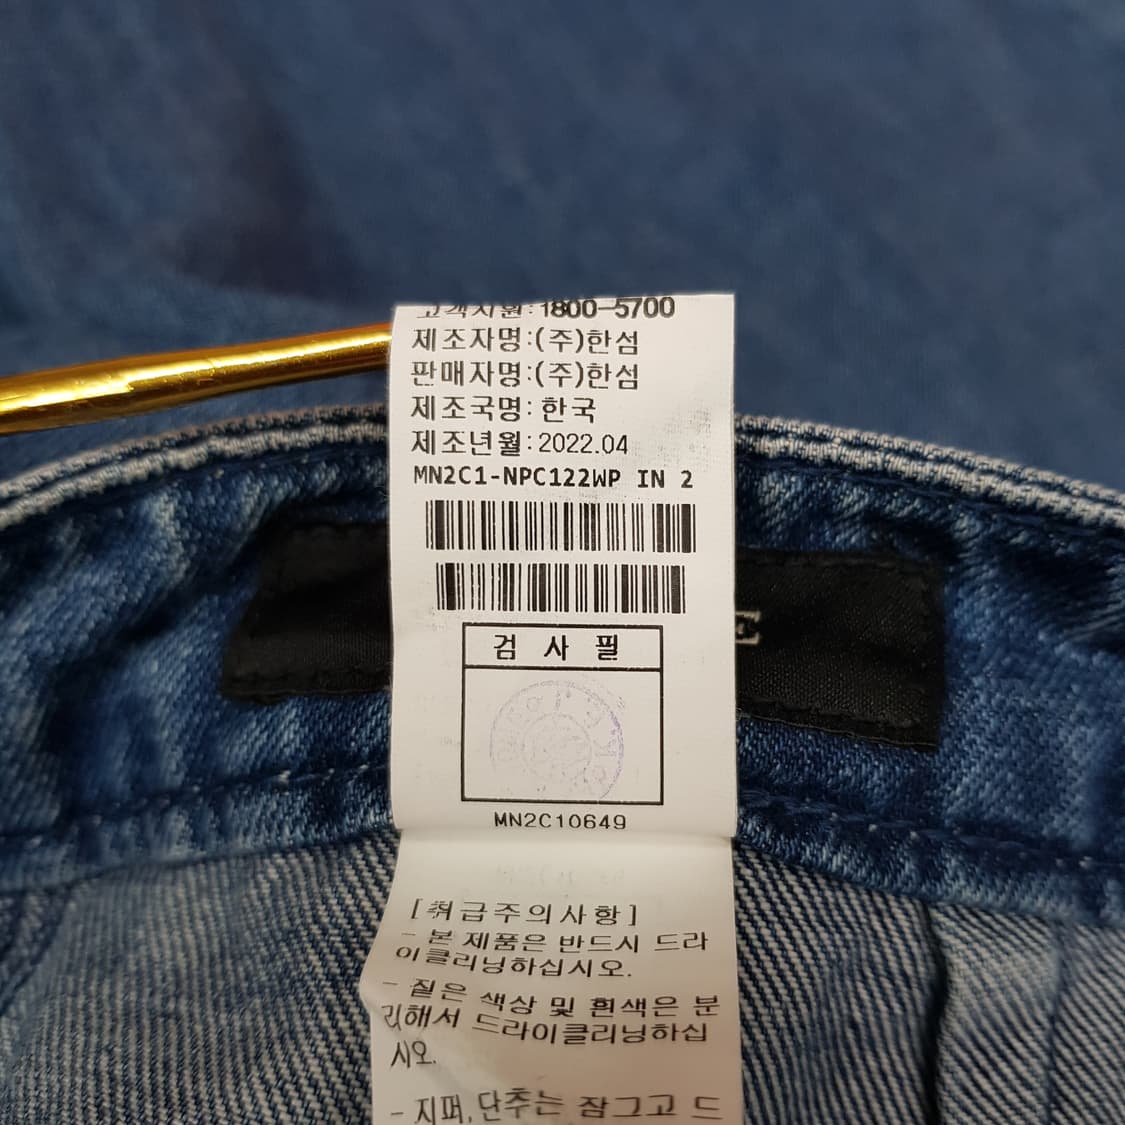 고객지원: 1800-5700
제조자명:(주)한섬
판매자명:(주)한섬
제조국명: 한국
제조년월:2022.04
MN2C1-NPC122WP IN 2
검 사 필
MN2C10649
[취급주의사항]
- 본 제품은 반드시 드라
이클리닝하십시오.
- 짙은 색상 및 흰색은 분
리해서 드라이클리닝하십
시오.
- 지퍼,단추는 잠그고 드
E